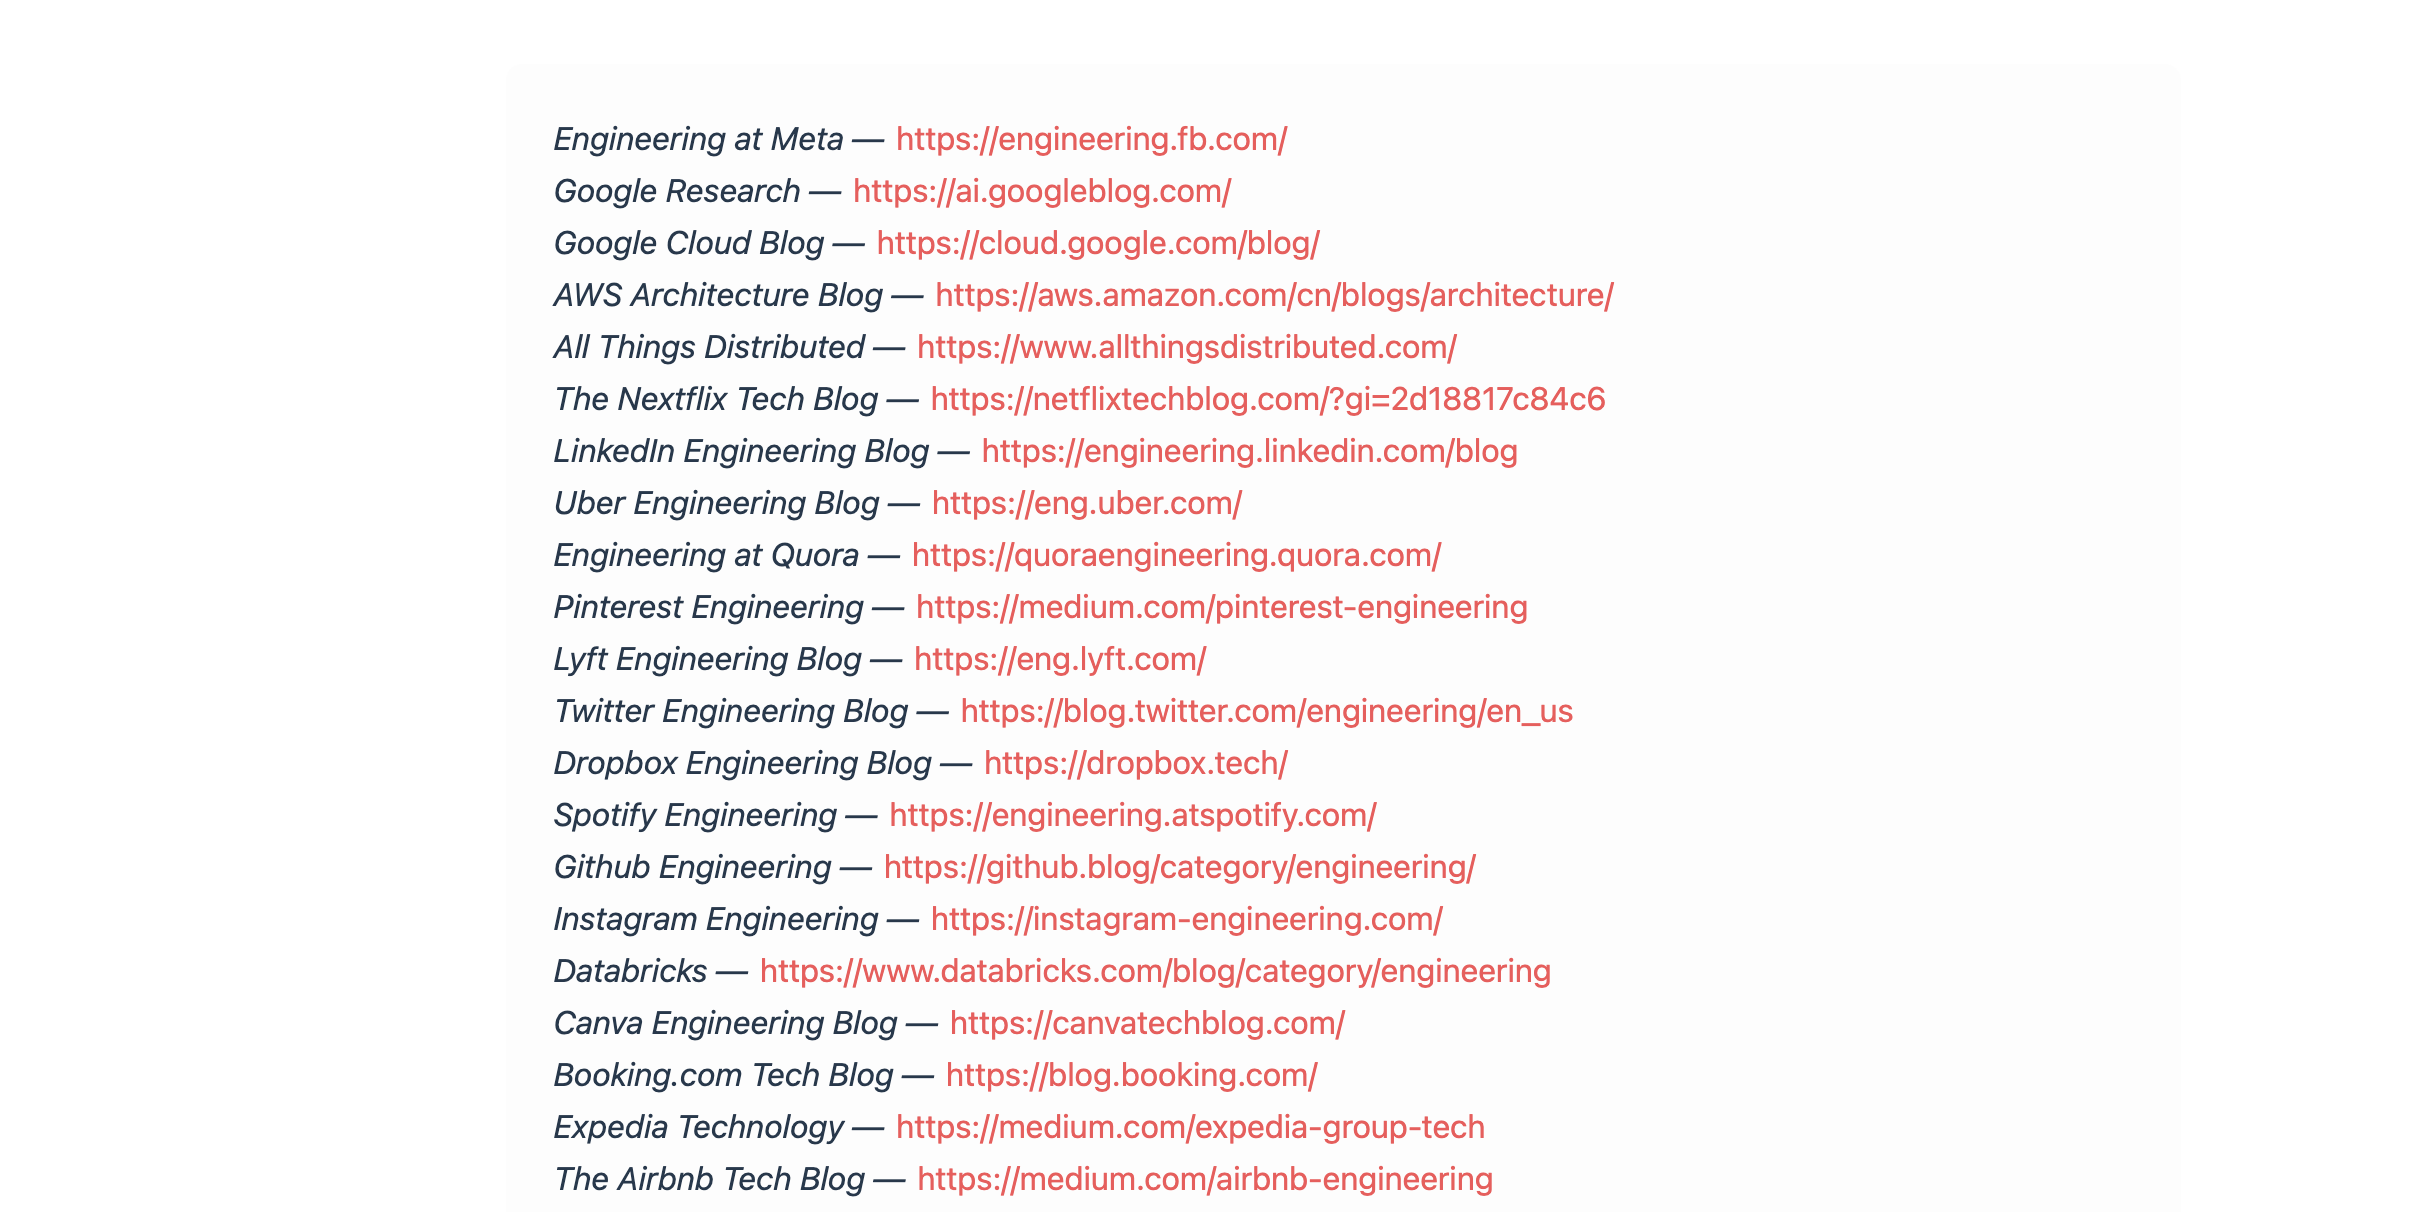 Engineering at Meta — https://engineering.fb.com/
Google Research — https://ai.googleblog.com/
Google Cloud Blog — https://cloud.google.com/blog/
AWS Architecture Blog — https://aws.amazon.com/cn/blogs/architecture/
All Things Distributed — https://www.allthingsdistributed.com/
The Nextflix Tech Blog — https://netflixtechblog.com/?gi=2d18817c84c6
LinkedIn Engineering Blog — https://engineering.linkedin.com/blog
Uber Engineering Blog — https://eng.uber.com/
Engineering at Quora — https://quoraengineering.quora.com/
Pinterest Engineering — https://medium.com/pinterest-engineering
Lyft Engineering Blog — https://eng.lyft.com/
Twitter Engineering Blog — https://blog.twitter.com/engineering/en_us
Dropbox Engineering Blog — https://dropbox.tech/
Spotify Engineering — https://engineering.atspotify.com/
Github Engineering — https://github.blog/category/engineering/
Instagram Engineering — https://instagram-engineering.com/
Databricks — https://www.databricks.com/blog/category/engineering
Canva Engineering Blog — https://canvatechblog.com/
Booking.com Tech Blog — https://blog.booking.com/
Expedia Technology — https://medium.com/expedia-group-tech
The Airbnb Tech Blog — https://medium.com/airbnb-engineering